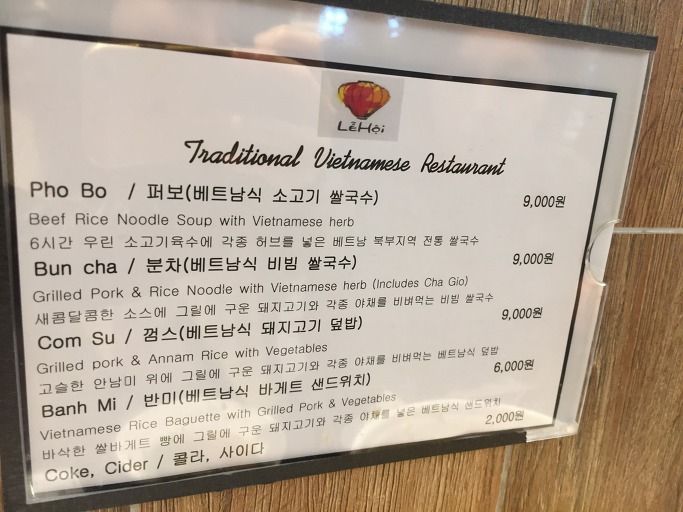 LễHội
Traditional Vietnamese Restaurant
Pho Bo / 퍼보(베트남식 소고기 쌀국수) 9,000원
Beef Rice Noodle Soup with Vietnamese herb
6시간 우린 소고기육수에 각종 허브를 넣은 베트남 북부지역 전통 쌀국수
Bun cha / 분차(베트남식 비빔 쌀국수) 9,000원
Grilled Pork & Rice Noodle with Vietnamese herb (Includes Cha Gio)
새콤달콤한 소스에 그릴에 구운 돼지고기와 각종 야채를 비벼먹는 비빔 쌀국수
Com Su / 껌스(베트남식 돼지고기 덮밥) 9,000원
Grilled pork & Annam Rice with Vegetables
고슬한 안남미 위에 그릴에 구운 돼지고기와 각종 야채를 비벼먹는 베트남식 덮밥
Banh Mi / 반미(베트남식 바게트 샌드위치) 6,000원
Vietnamese Rice Baguette with Grilled Pork & Vegetables
바삭한 쌀바게트 빵에 그릴에 구운 돼지고기와 각종 야채를 넣은 베트남식 샌드위치
Coke, Cider / 콜라, 사이다 2,000원